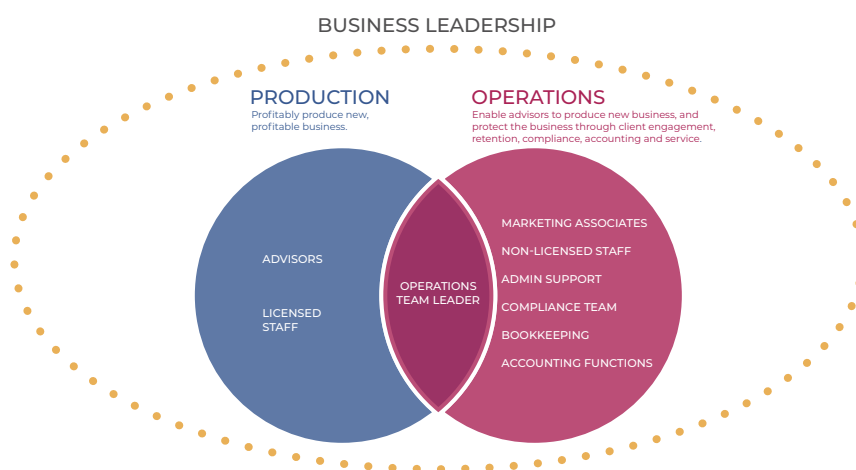 BUSINESS LEADERSHIP
PRODUCTION
Profitably produce new,
profitable business.
OPERATIONS
Enable advisors to produce new business, and
protect the business through client engagement,
retention, compliance, accounting and service.
ADVISORS
LICENSED
STAFF
OPERATIONS
TEAM LEADER
MARKETING ASSOCIATES
NON-LICENSED STAFF
ADMIN SUPPORT
COMPLIANCE TEAM
BOOKKEEPING
ACCOUNTING FUNCTIONS